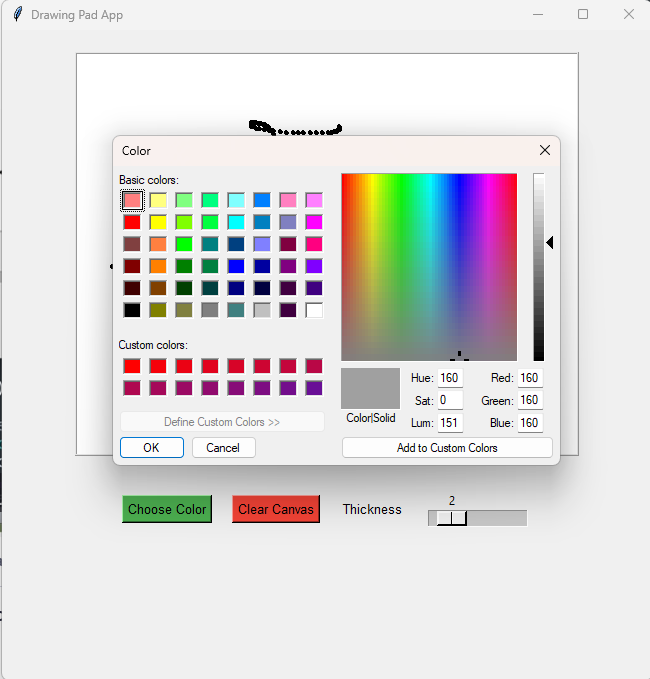 Drawing Pad App
Color
Basic colors:
Custom colors:
Define Custom Colors >>
OK Cancel
Color|Solid
Hue: 160 Red: 160
Sat: 0 Green: 160
Lum: 151 Blue: 160
Add to Custom Colors
Choose Color Clear Canvas Thickness 2